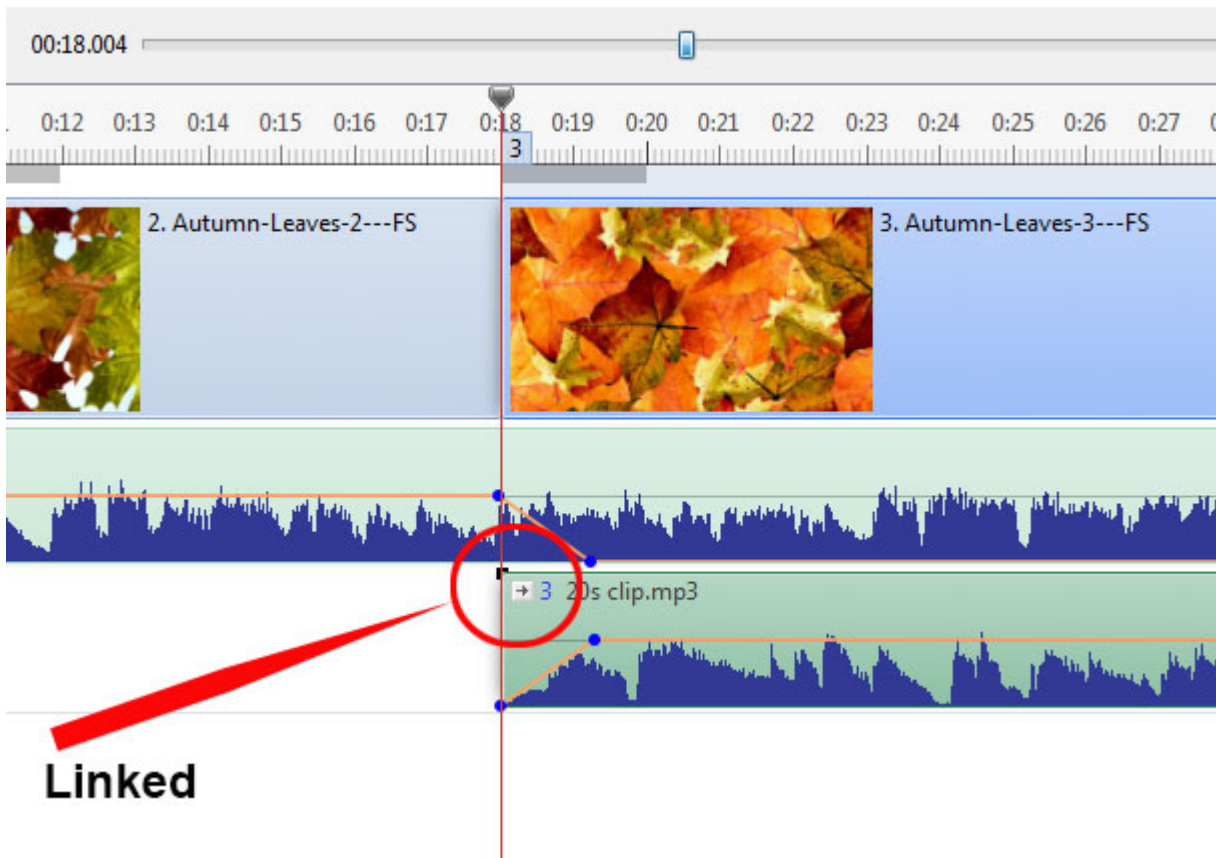 00:18.004
0:12 0:13 0:14 0:15 0:16 0:17 0:18 0:19 0:20 0:21 0:22 0:23 0:24 0:25 0:26 0:27
3
2. Autumn-Leaves-2---FS 3. Autumn-Leaves-3---FS
3 20s clip.mp3
Linked